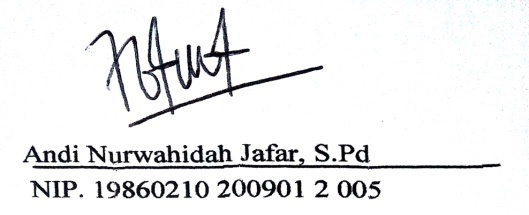 Andi Nurwahidah Jafar, S.Pd
NIP. 19860210 200901 2 005